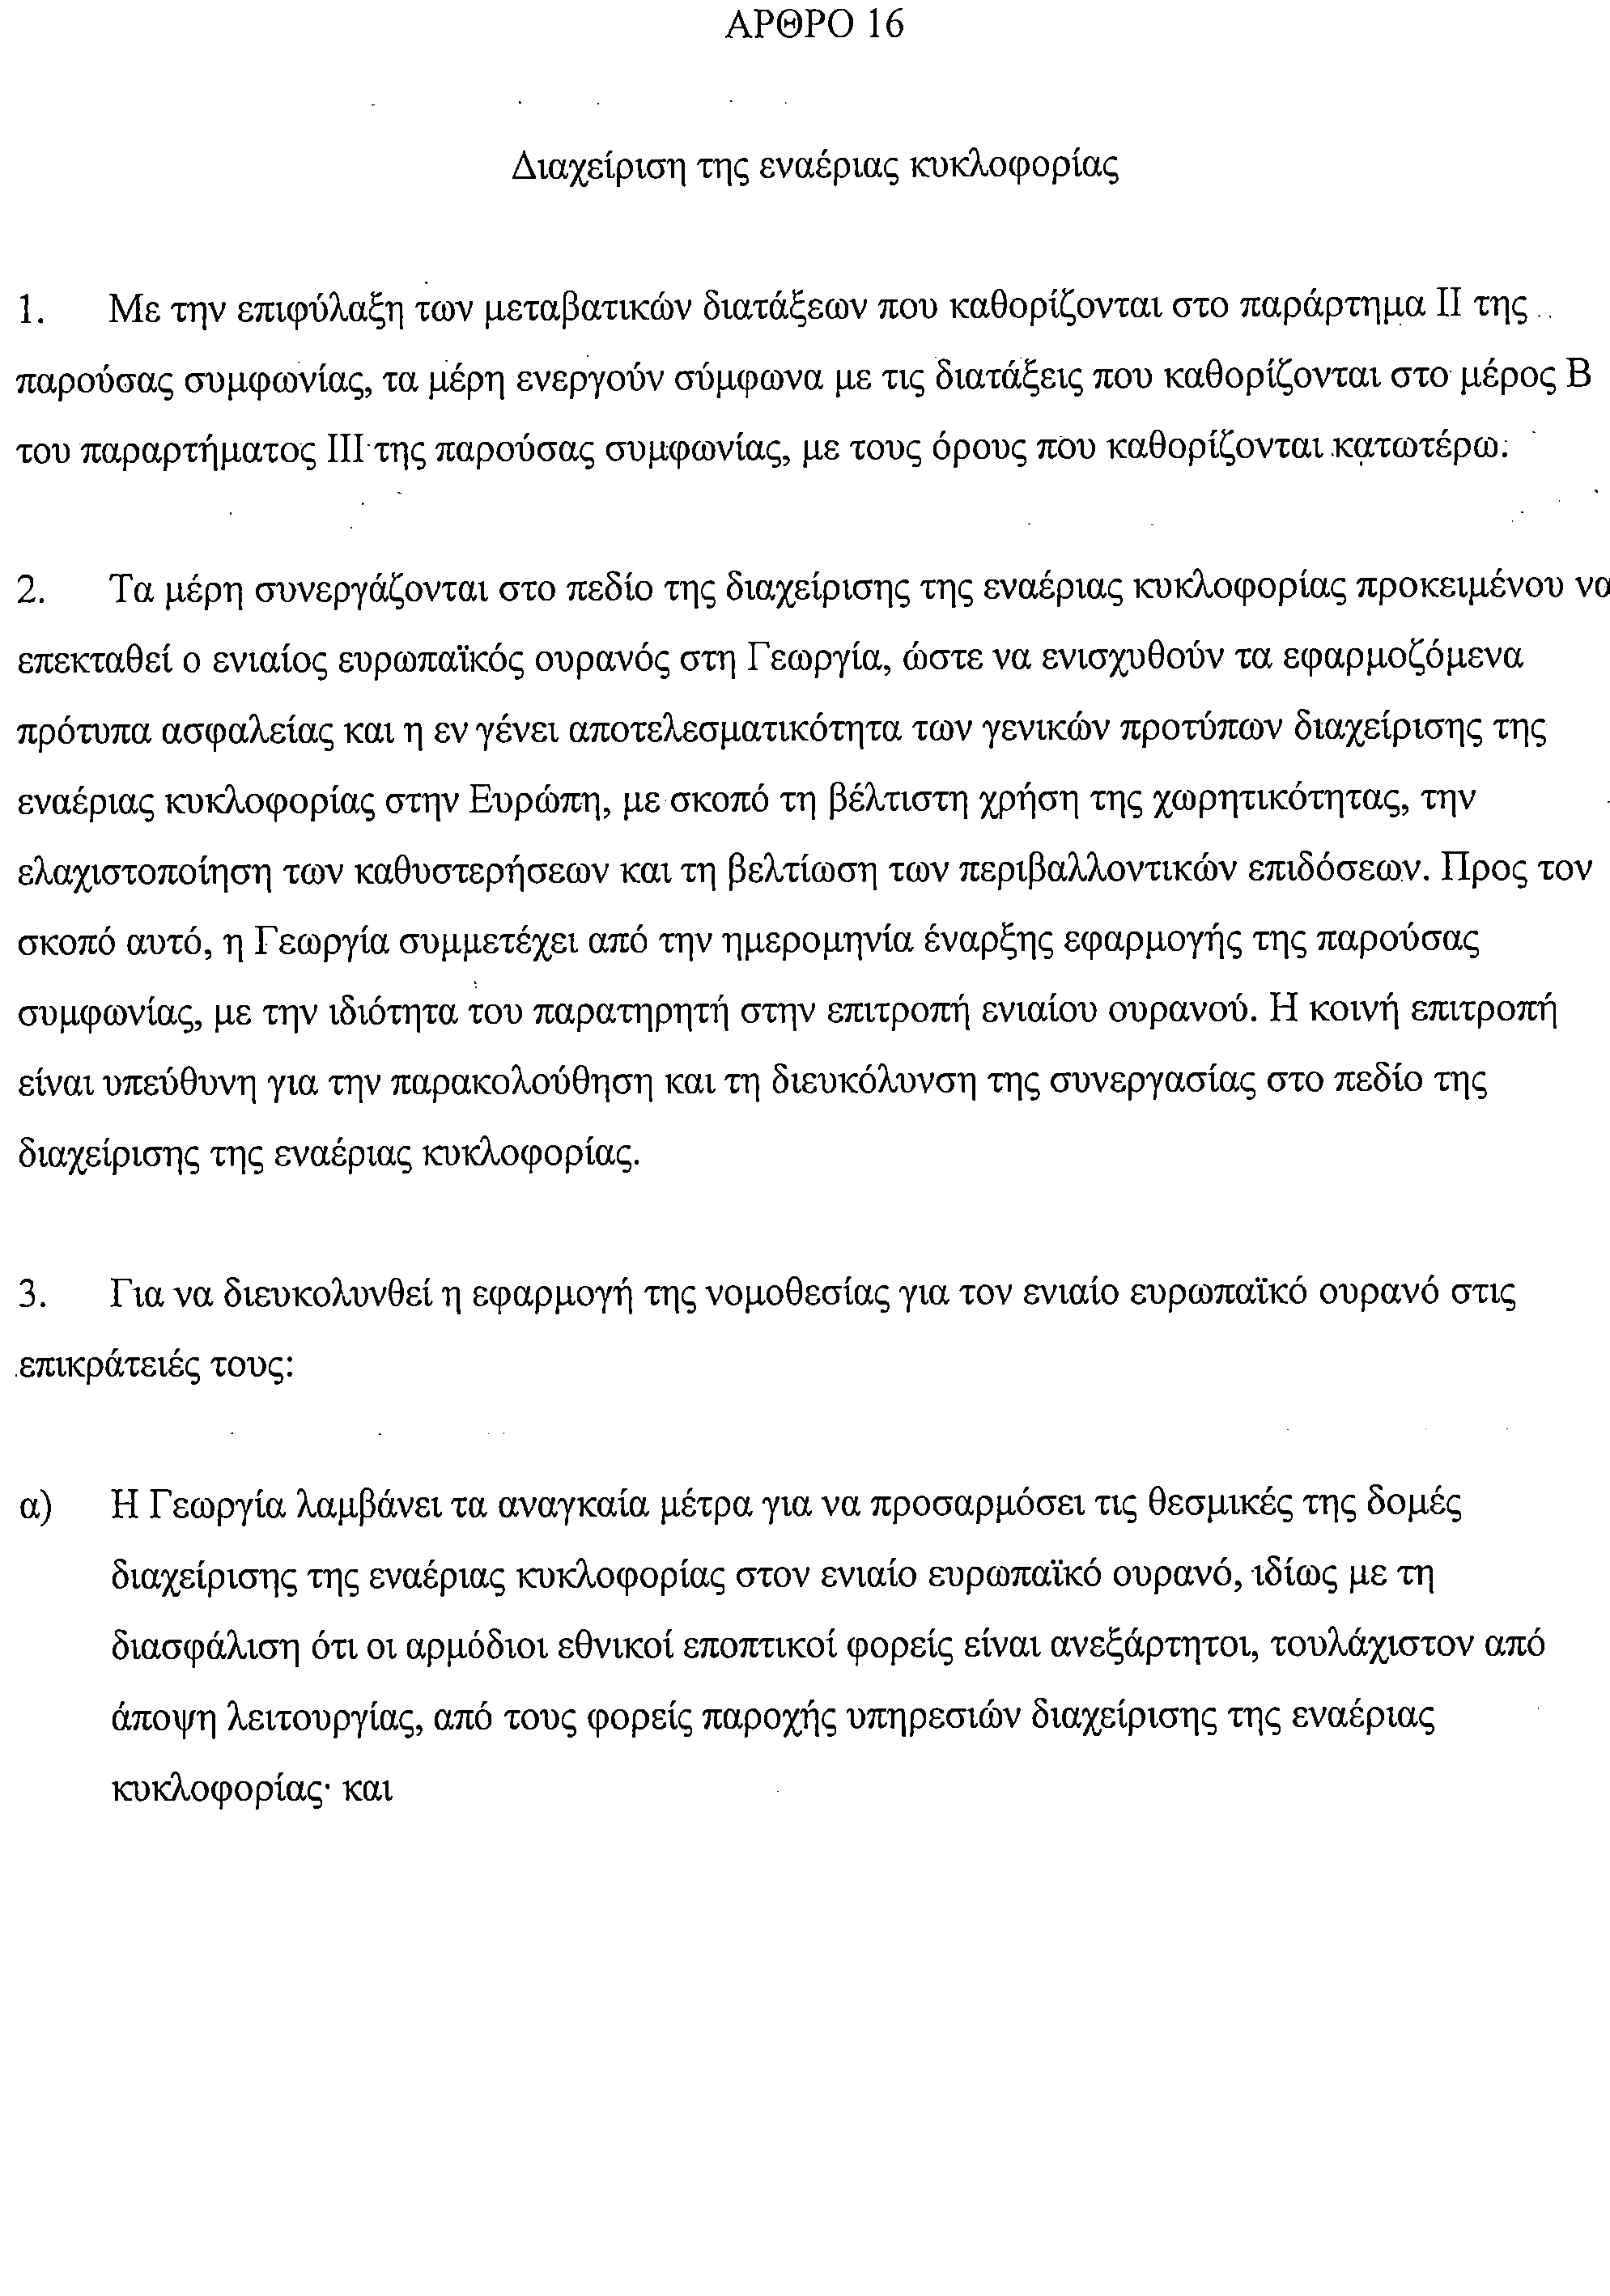 ΑΡΘΡΟ 16
Διαχείριση της εναέριας κυκλοφορίας
1. Με την επιφύλαξη των μεταβατικών διατάξεων που καθορίζονται στο παράρτημα ΙΙ της
παρούσας συμφωνίας, τα μέρη ενεργούν σύμφωνα με τις διατάξεις που καθορίζονται στο μέρος Β
του παραρτήματος ΙΙΙ της παρούσας συμφωνίας, με τους όρους που καθορίζονται κατωτέρω.
2. Τα μέρη συνεργάζονται στο πεδίο της διαχείρισης της εναέριας κυκλοφορίας προκειμένου να
επεκταθεί ο ενιαίος ευρωπαϊκός ουρανός στη Γεωργία, ώστε να ενισχυθούν τα εφαρμοζόμενα
πρότυπα ασφαλείας και η εν γένει αποτελεσματικότητα των γενικών προτύπων διαχείρισης της
εναέριας κυκλοφορίας στην Ευρώπη, με σκοπό τη βέλτιστη χρήση της χωρητικότητας, την
ελαχιστοποίηση των καθυστερήσεων και τη βελτίωση των περιβαλλοντικών επιδόσεων. Προς τον
σκοπό αυτό, η Γεωργία συμμετέχει από την ημερομηνία έναρξης εφαρμογής της παρούσας
συμφωνίας, με την ιδιότητα του παρατηρητή στην επιτροπή ενιαίου ουρανού. Η κοινή επιτροπή
είναι υπεύθυνη για την παρακολούθηση και τη διευκόλυνση της συνεργασίας στο πεδίο της
διαχείρισης της εναέριας κυκλοφορίας.
3. Για να διευκολυνθεί η εφαρμογή της νομοθεσίας για τον ενιαίο ευρωπαϊκό ουρανό στις
επικράτειές τους:
α) Η Γεωργία λαμβάνει τα αναγκαία μέτρα για να προσαρμόσει τις θεσμικές της δομές
διαχείρισης της εναέριας κυκλοφορίας στον ενιαίο ευρωπαϊκό ουρανό, ιδίως με τη
διασφάλιση ότι οι αρμόδιοι εθνικοί εποπτικοί φορείς είναι ανεξάρτητοι, τουλάχιστον από
άποψη λειτουργίας, από τους φορείς παροχής υπηρεσιών διαχείρισης της εναέριας
κυκλοφορίας· και